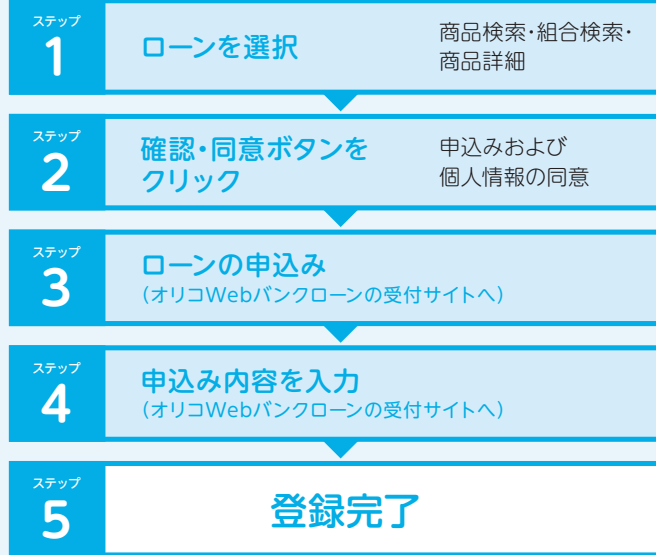 ステップ
1
ローンを選択
商品検索・組合検索・
商品詳細
ステップ
2
確認・同意ボタンを
クリック
申込みおよび
個人情報の同意
ステップ
3
ローンの申込み
（オリコWebバンクローンの受付サイトへ）
ステップ
4
申込み内容を入力
（オリコWebバンクローンの受付サイトへ）
ステップ
5
登録完了